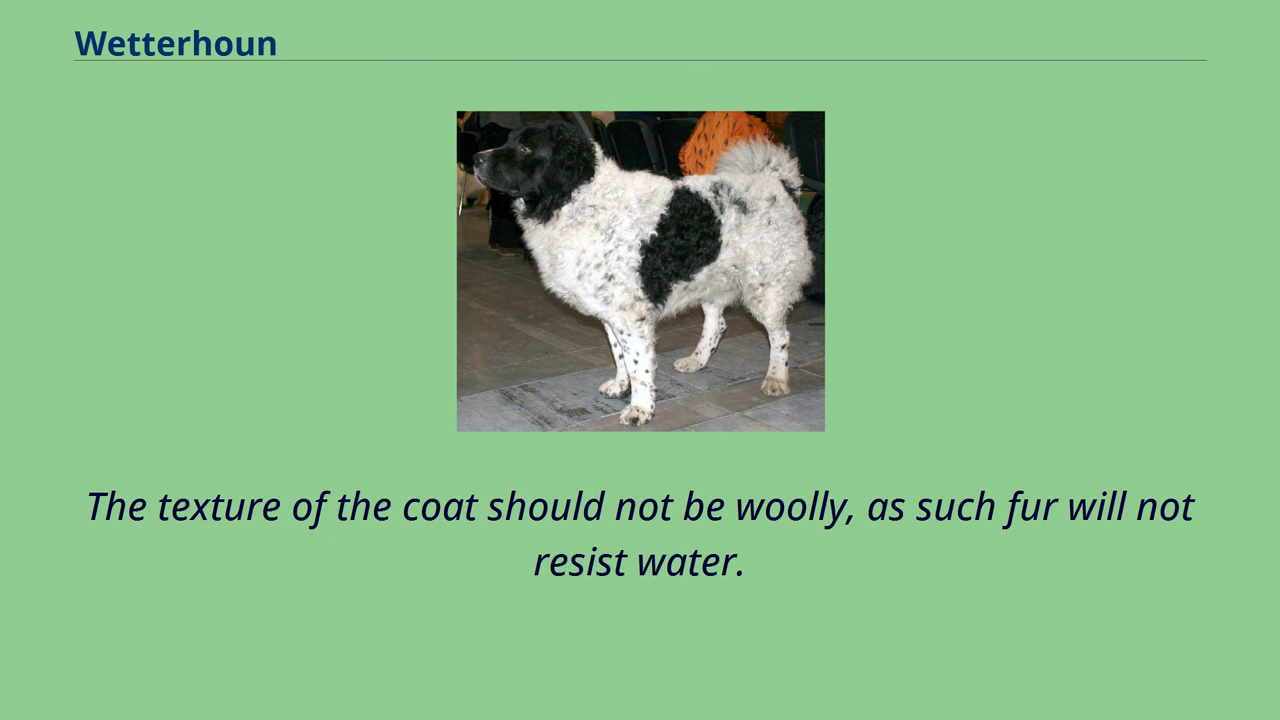 Wetterhoun
The texture of the coat should not be woolly, as such fur will not
resist water.